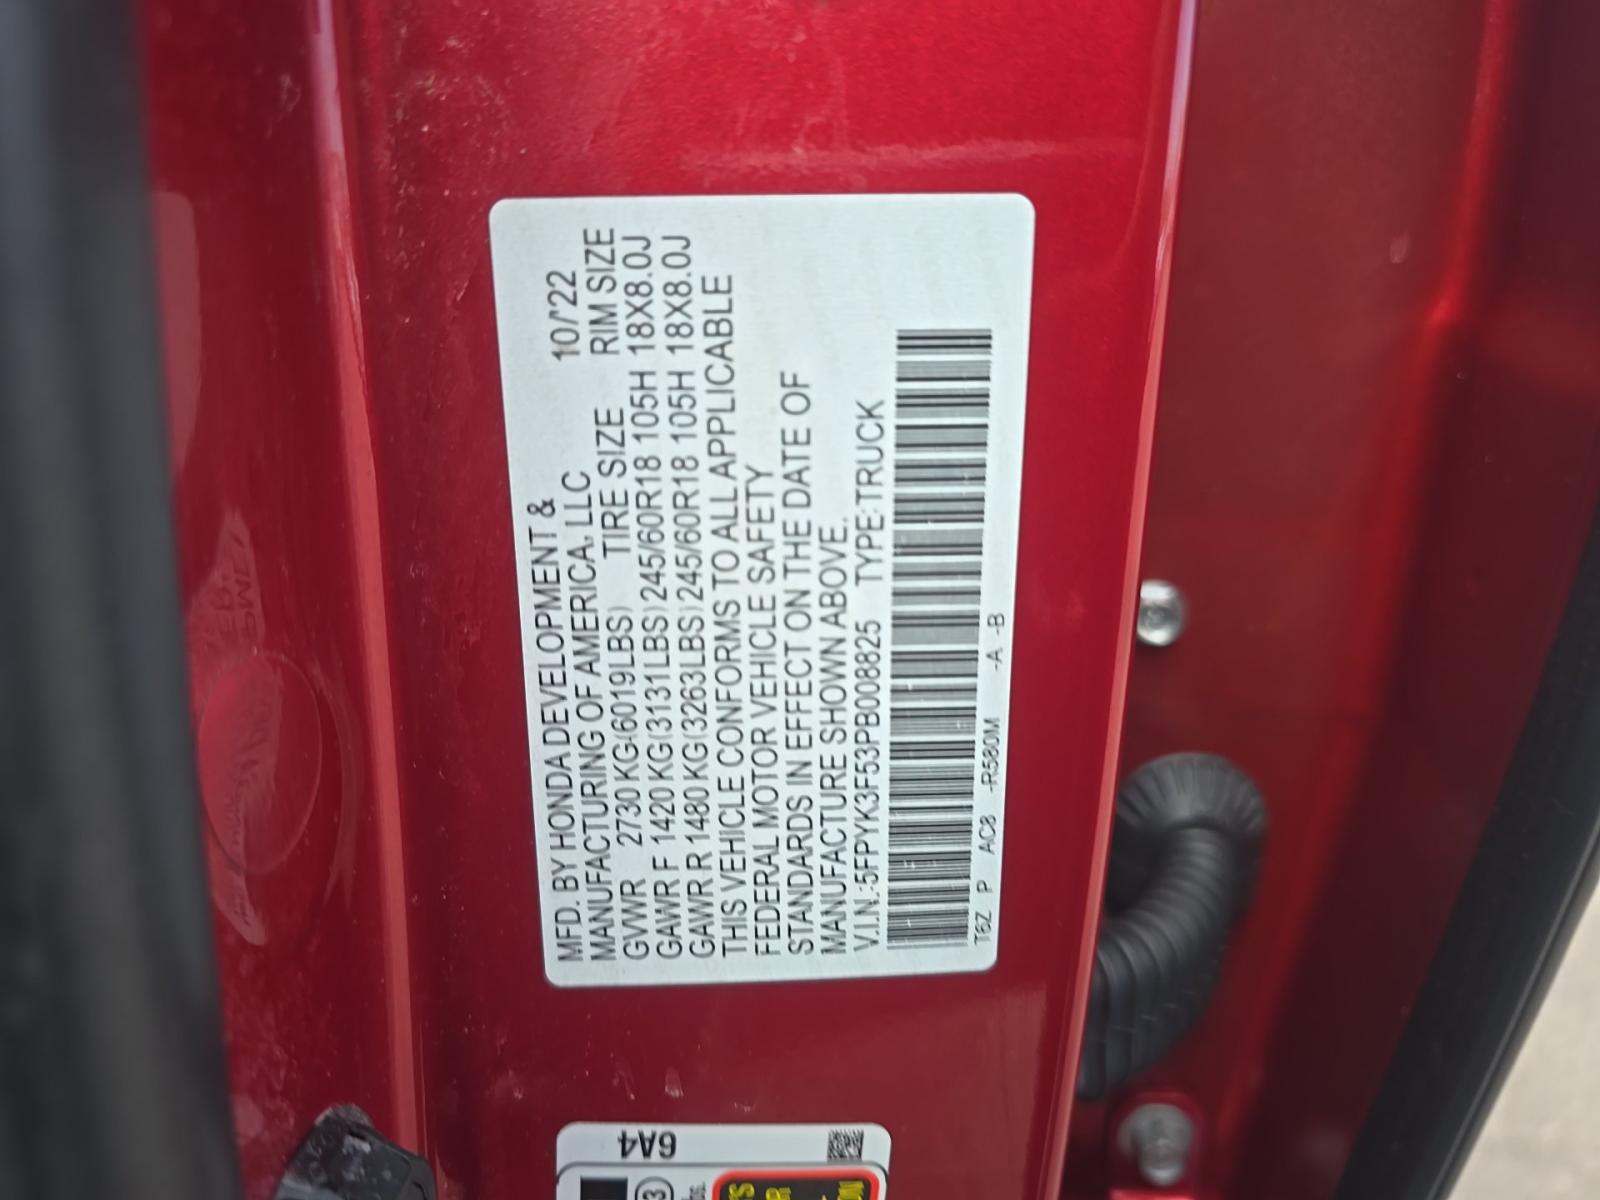 MFD. BY HONDA DEVELOPMENT &
MANUFACTURING OF AMERICA, LLC 10/'22
GVWR 2730 KG(6019LBS) TIRE SIZE RIM SIZE
GAWR F 1420 KG(3131LBS) 245/60R18 105H 18X8.0J
GAWR R 1480 KG(3263LBS) 245/60R18 105H 18X8.0J
THIS VEHICLE CONFORMS TO ALL APPLICABLE
FEDERAL MOTOR VEHICLE SAFETY
STANDARDS IN EFFECT ON THE DATE OF
MANUFACTURE SHOWN ABOVE.
V.I.N.:5FPYK3F53PB008825 TYPE:TRUCK
T6Z P AC8 -R580M -A -B
6A4